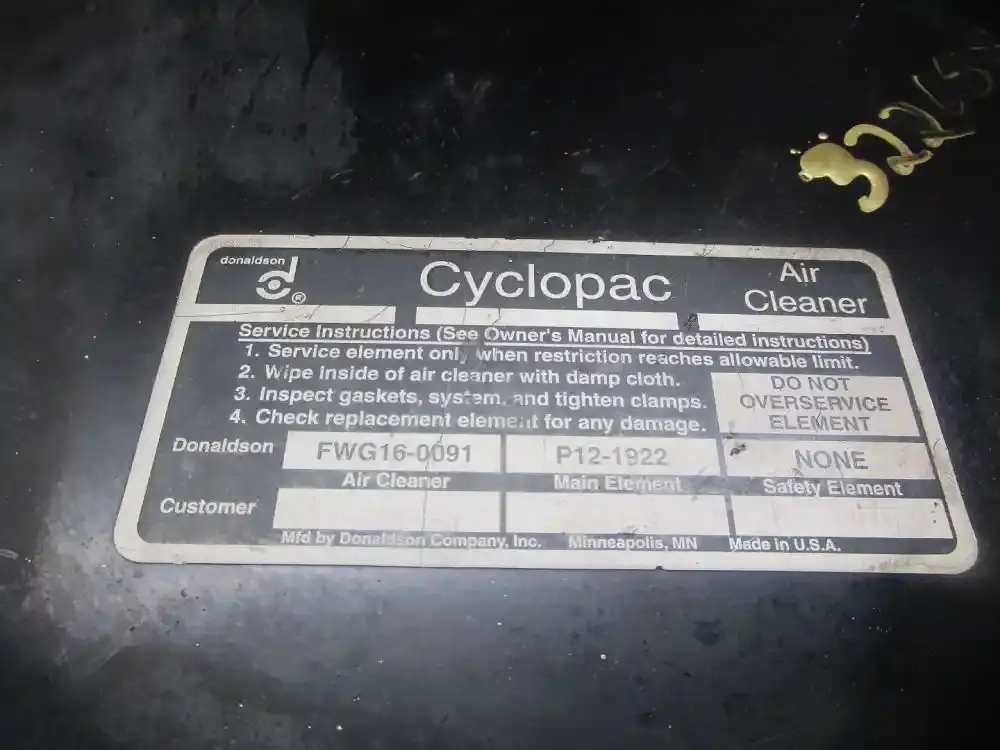 donaldson
®
Cyclopac
Air
Cleaner
Service Instructions (See Owner's Manual for detailed instructions)
1. Service element only when restriction reaches allowable limit.
2. Wipe inside of air cleaner with damp cloth.
3. Inspect gaskets, system, and tighten clamps.
4. Check replacement element for any damage.
DO NOT
OVERSERVICE
ELEMENT
Donaldson FWG16-0091 P12-1922 NONE
Air Cleaner Main Element Safety Element
Customer
Mfd by Donaldson Company, Inc. Minneapolis, MN Made in U.S.A.